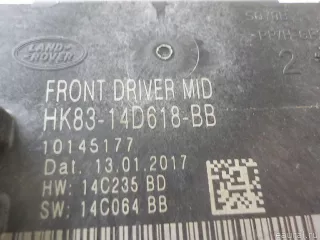 LAND
ROVER
FRONT DRIVER MID
HK83-14D618-BB
10145177
Dat. 13.01.2017
HW: 14C235 BD
SW: 14C064 BB